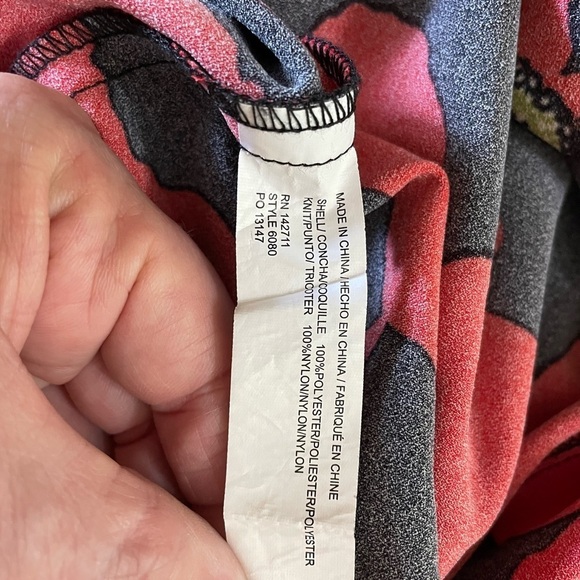 MADE IN CHINA /HECHO EN CHINA / FABRIQUÉ EN CHINE
SHELL/ CONCHA/COQUILLE 100%POLYESTER/POLIESTER/POLYESTER
KNIT/PUNTO/ TRICOTER 100%NYLON/NYLON/NYLON
RN 142711
STYLE 6080
PO 13147